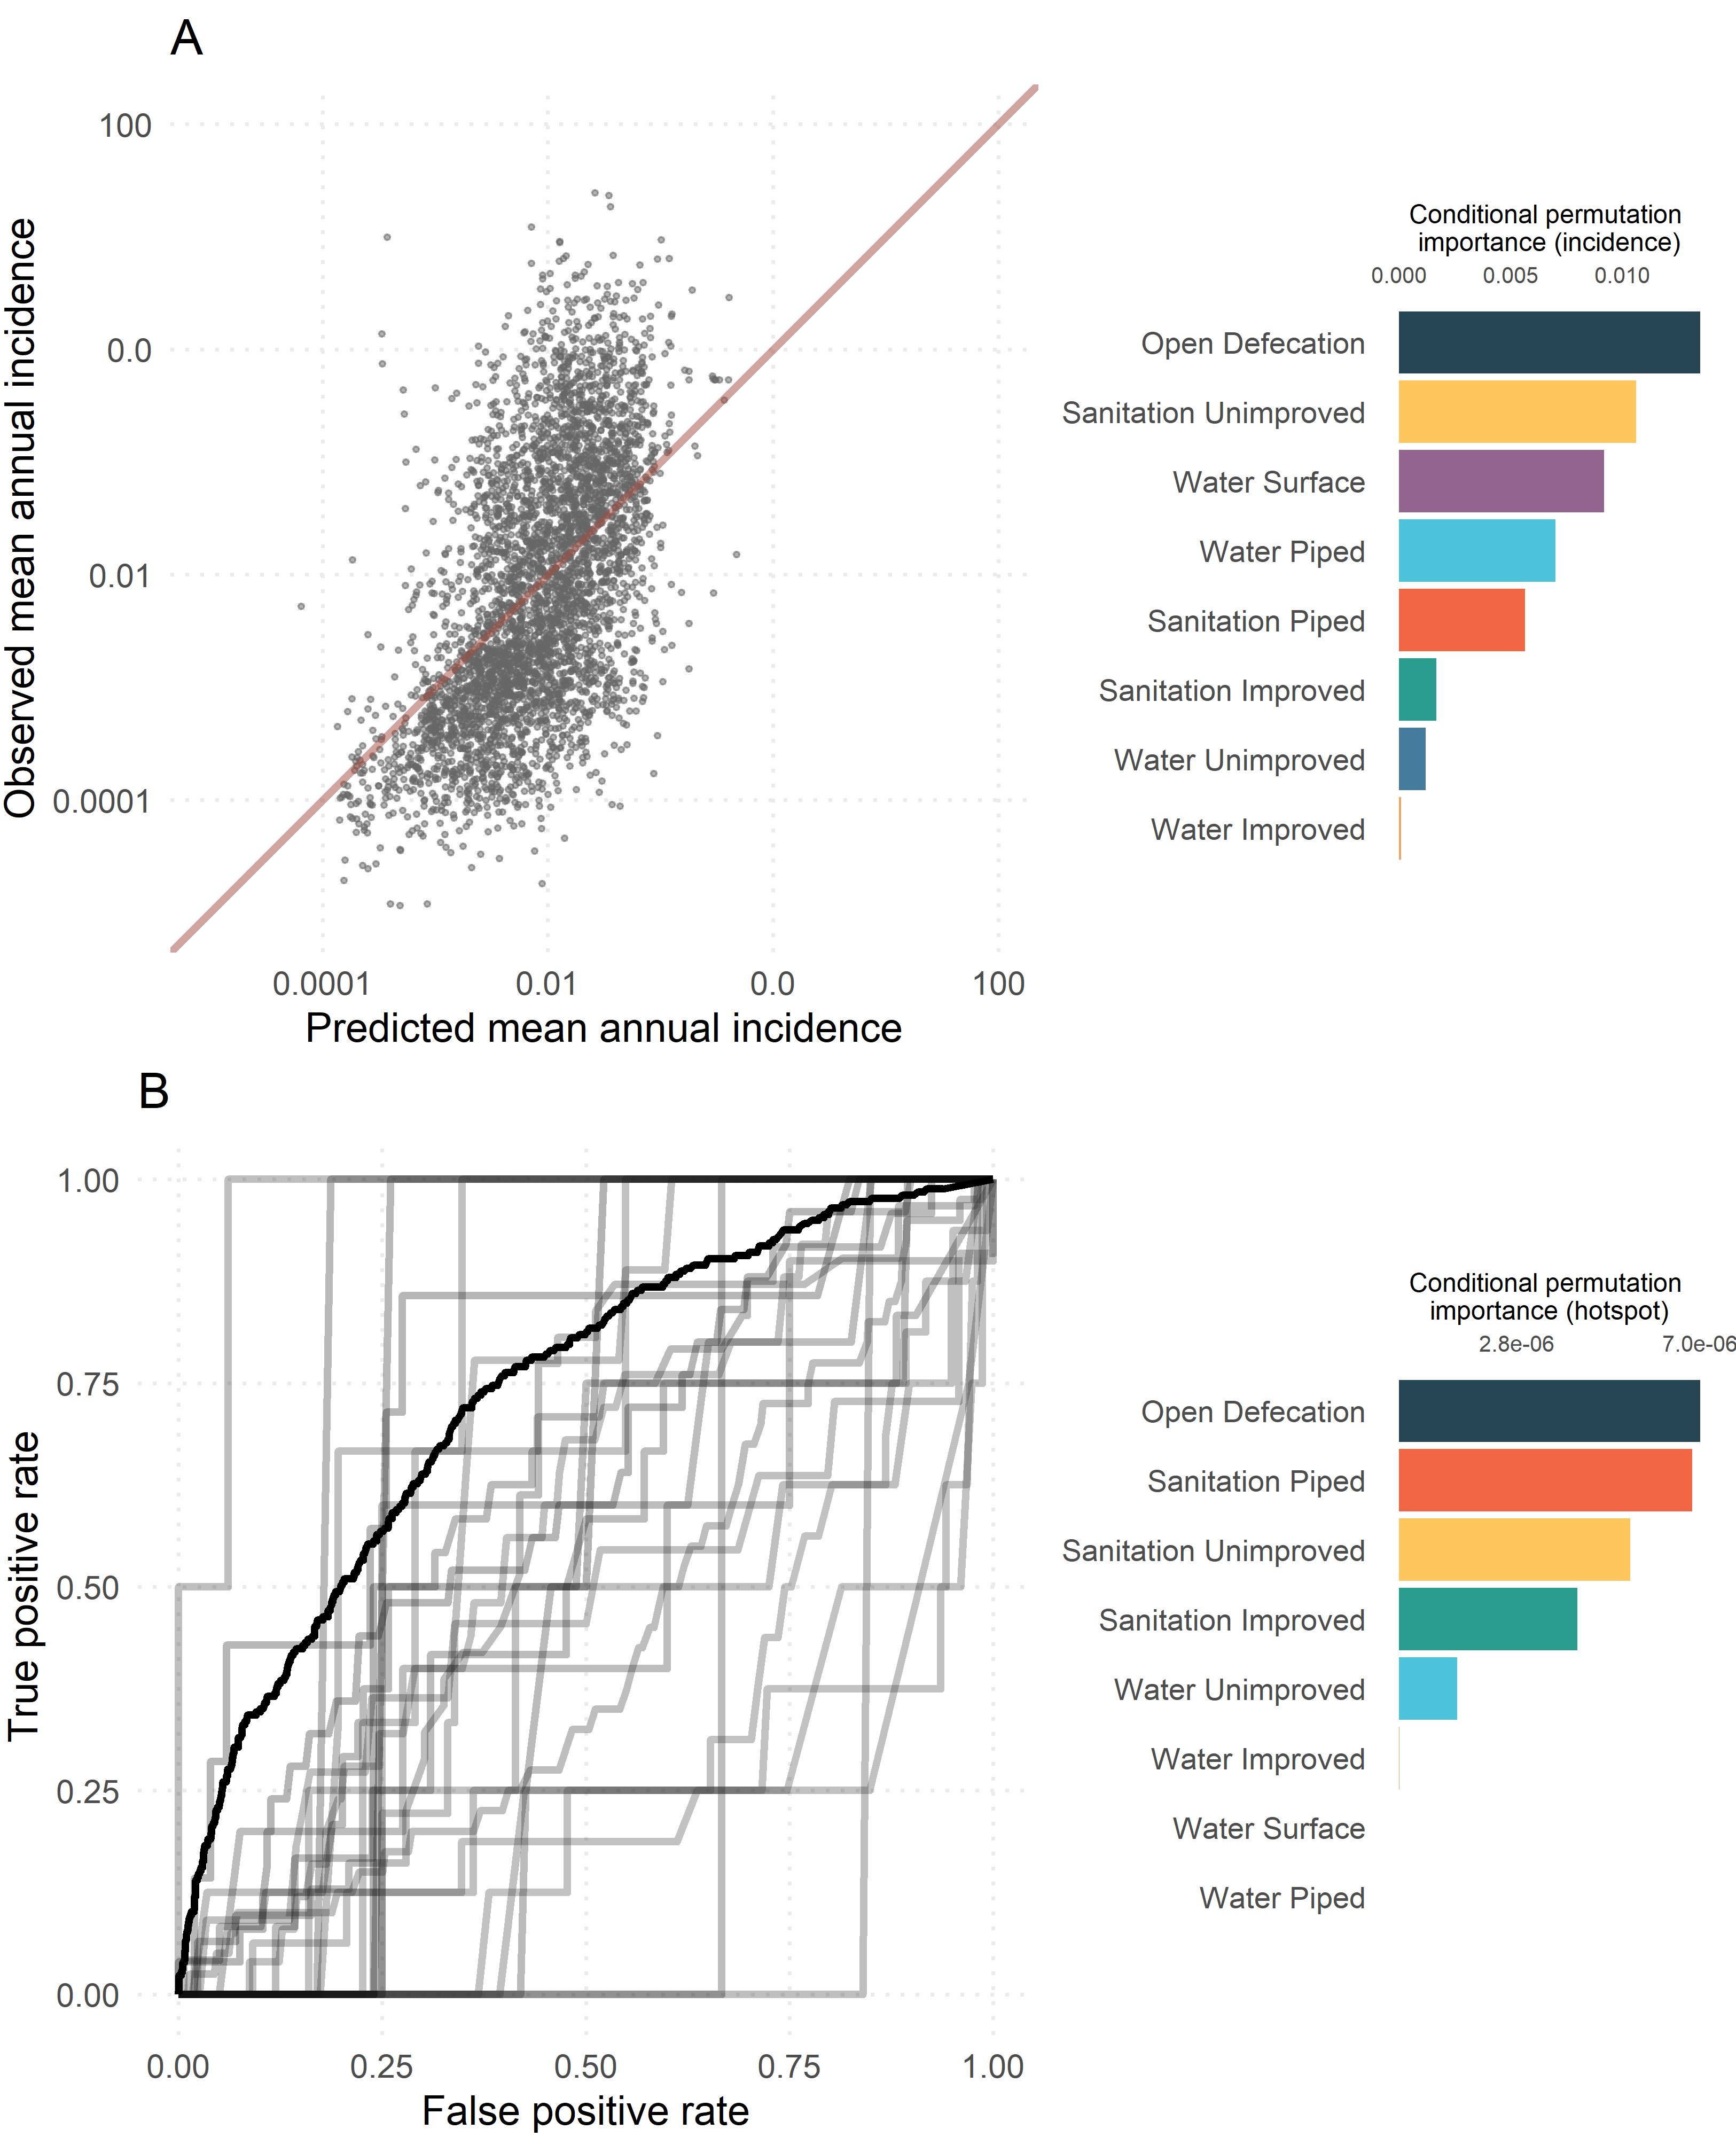 A
100
0.0
0.01
0.0001
Observed mean annual incidence
0.0001 0.01 0.0 100
Predicted mean annual incidence
Conditional permutation
importance (incidence)
0.000 0.005 0.010
Open Defecation
Sanitation Unimproved
Water Surface
Water Piped
Sanitation Piped
Sanitation Improved
Water Unimproved
Water Improved
B
1.00
0.75
0.50
0.25
0.00
True positive rate
0.00 0.25 0.50 0.75 1.00
False positive rate
Conditional permutation
importance (hotspot)
2.8e-06 7.0e-06
Open Defecation
Sanitation Piped
Sanitation Unimproved
Sanitation Improved
Water Unimproved
Water Improved
Water Surface
Water Piped